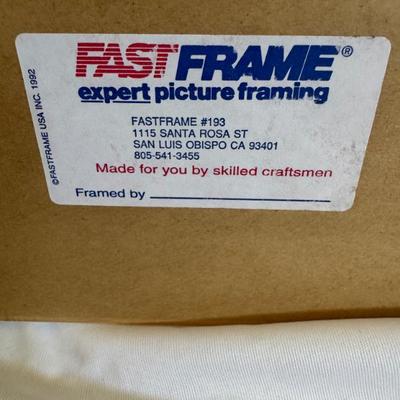 FASTFRAME®
expert picture framing
FASTFRAME #193
1115 SANTA ROSA ST
SAN LUIS OBISPO CA 93401
805-541-3455
Made for you by skilled craftsmen
Framed by
©FASTFRAME USA INC. 1992